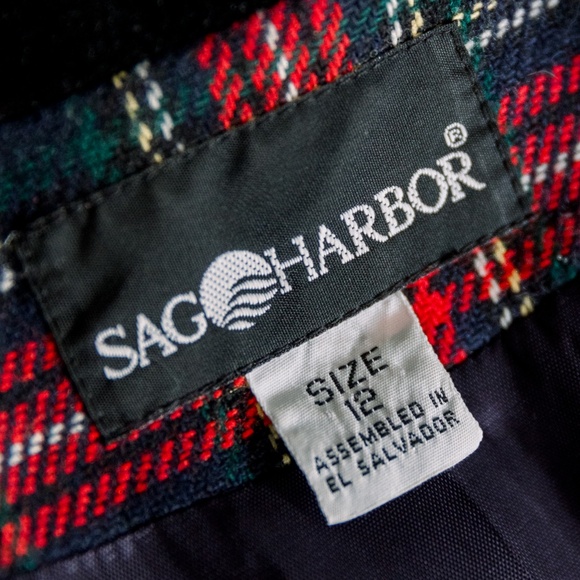 SAG HARBOR®
SIZE
12
ASSEMBLED IN
EL SALVADOR